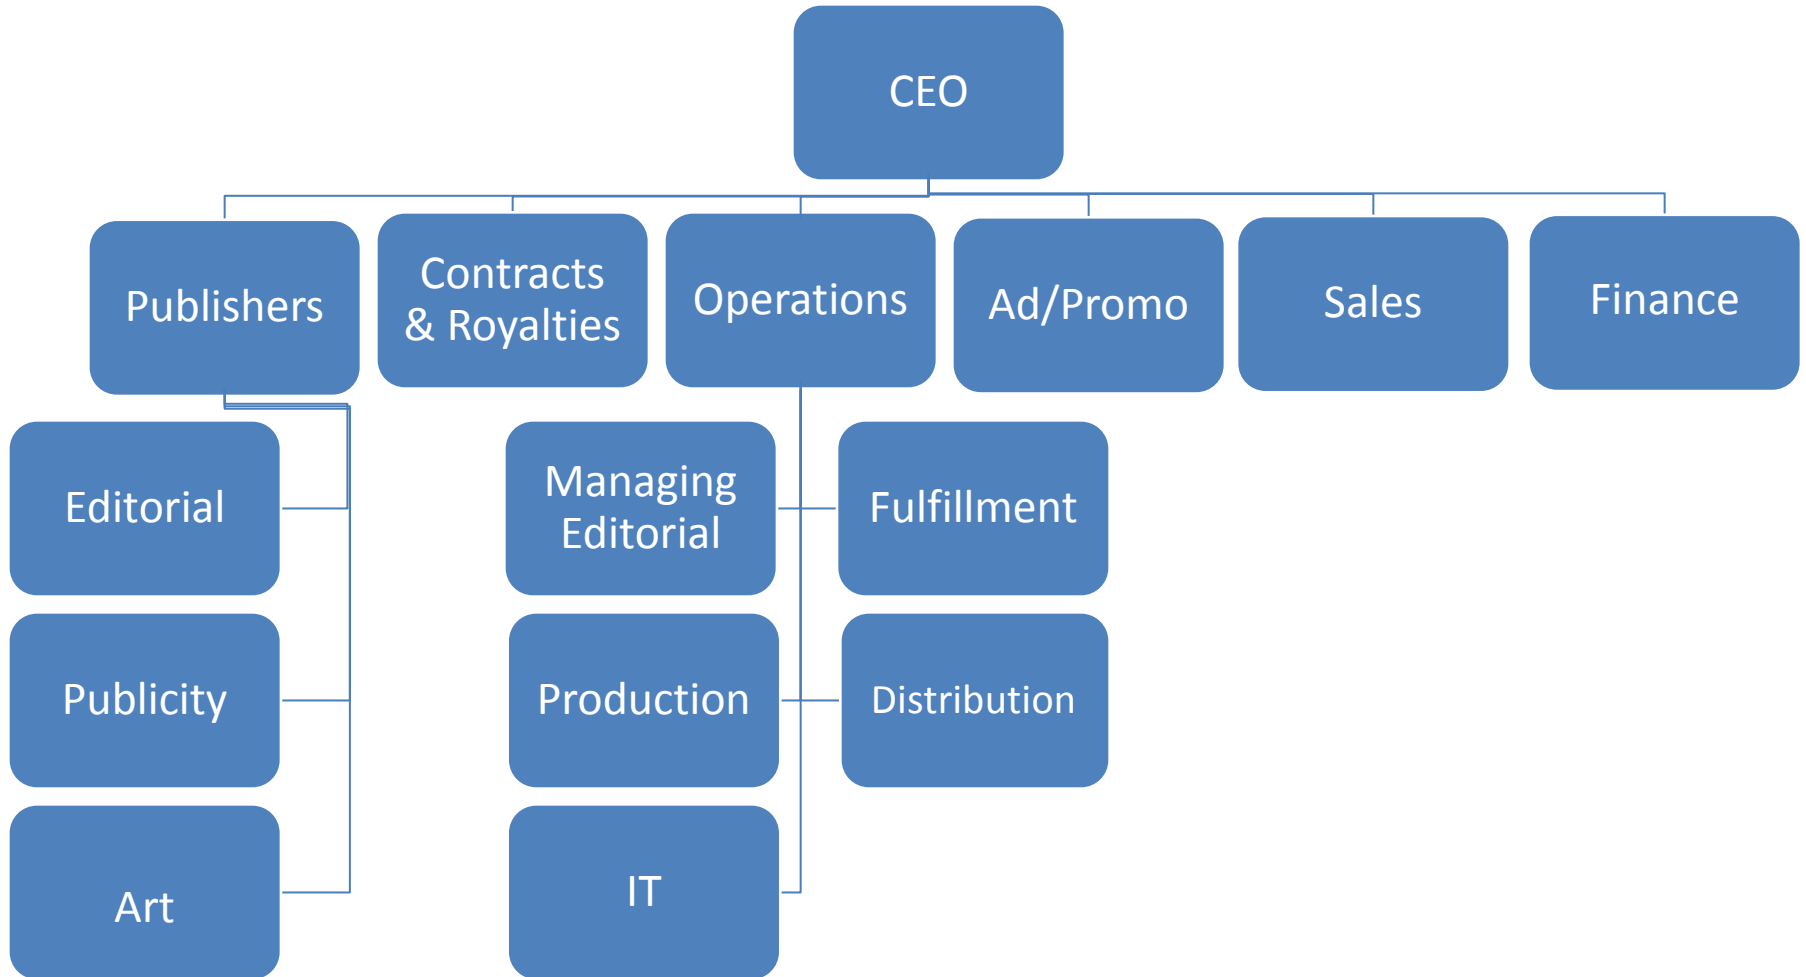 CEO
Publishers
Contracts
& Royalties
Operations
Ad/Promo
Sales
Finance
Editorial
Managing
Editorial
Fulfillment
Publicity
Production
Distribution
Art
IT